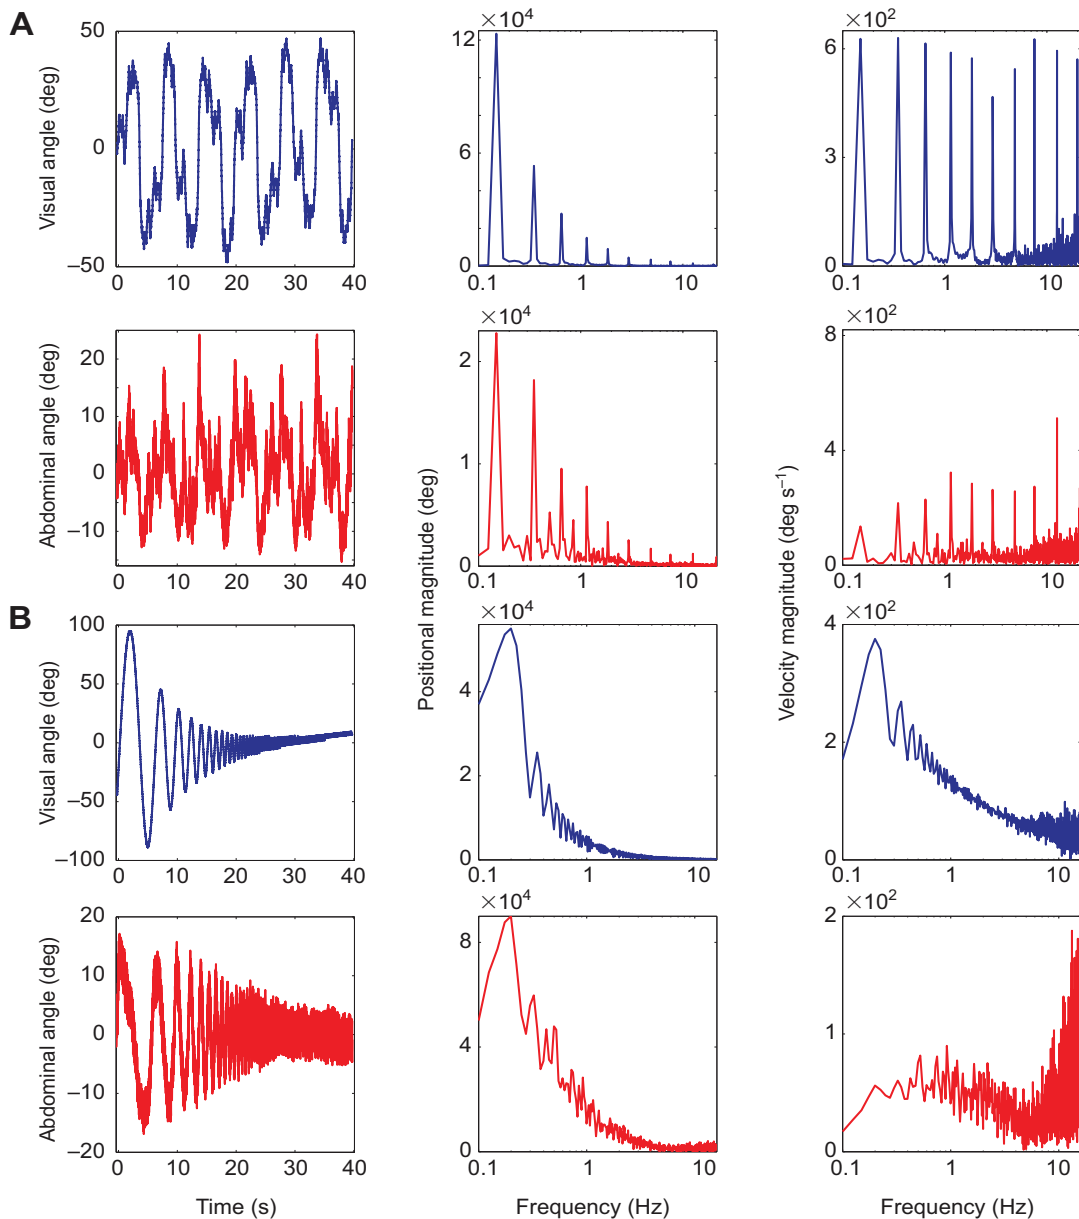 A
50
0
–50
0 10 20 30 40
Visual angle (deg)
×10⁴
12
6
0
0.1 1 10
×10²
6
3
0
0.1 1 10
20
10
0
–10
0 10 20 30 40
Abdominal angle (deg)
×10⁴
2
1
0
0.1 1 10
×10²
8
4
0
0.1 1 10
Positional magnitude (deg)
Velocity magnitude (deg s⁻¹)
B
100
50
0
–50
–100
0 10 20 30 40
Visual angle (deg)
×10⁴
4
2
0
0.1 1 10
×10²
4
2
0
0.1 1 10
20
10
0
–10
–20
0 10 20 30 40
Abdominal angle (deg)
×10⁴
8
4
0
0.1 1 10
×10²
2
1
0
0.1 1 10
Time (s)
Frequency (Hz)
Frequency (Hz)